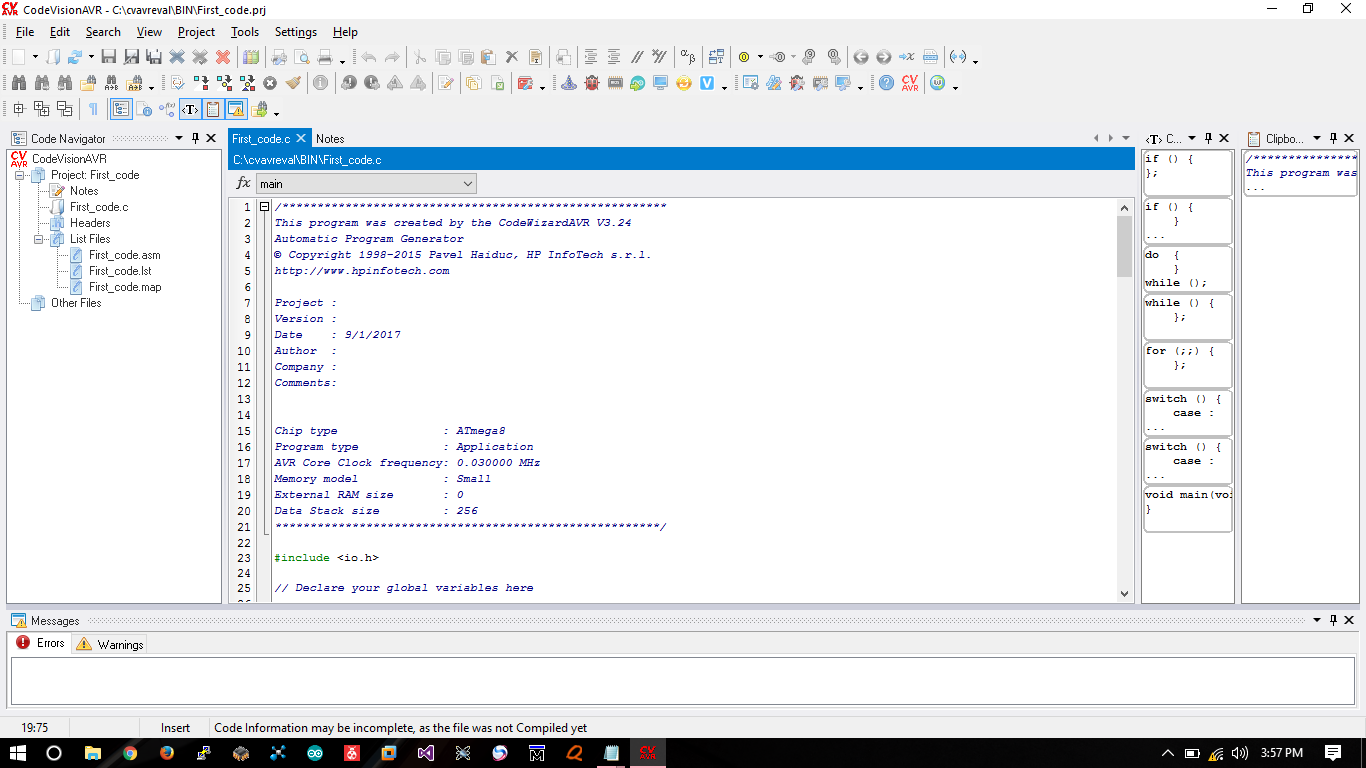 CodeVisionAVR - C:\cvavreval\BIN\First_code.prj
File Edit Search View Project Tools Settings Help
Code Navigator
CodeVisionAVR
Project: First_code
Notes
First_code.c
Headers
List Files
First_code.asm
First_code.lst
First_code.map
Other Files
First_code.c Notes
C:\cvavreval\BIN\First_code.c
fx main
1 /*******************************************************
2 This program was created by the CodeWizardAVR V3.24
3 Automatic Program Generator
4 © Copyright 1998-2015 Pavel Haiduc, HP InfoTech s.r.l.
5 http://www.hpinfotech.com
6
7 Project :
8 Version :
9 Date    : 9/1/2017
10 Author  :
11 Company :
12 Comments:
13
14
15 Chip type               : ATmega8
16 Program type            : Application
17 AVR Core Clock frequency: 0.030000 MHz
18 Memory model            : Small
19 External RAM size       : 0
20 Data Stack size         : 256
21 *******************************************************/
22
23 #include <io.h>
24
25 // Declare your global variables here
<T> C...
if () {
};
if () {
}
...
do {
}
while ();
while () {
};
for (;;) {
};
switch () {
case :
...
switch () {
case :
...
void main(voi
}
Clipbo...
/***************
This program was
...
Messages
Errors Warnings
19:75 Insert Code Information may be incomplete, as the file was not Compiled yet
3:57 PM